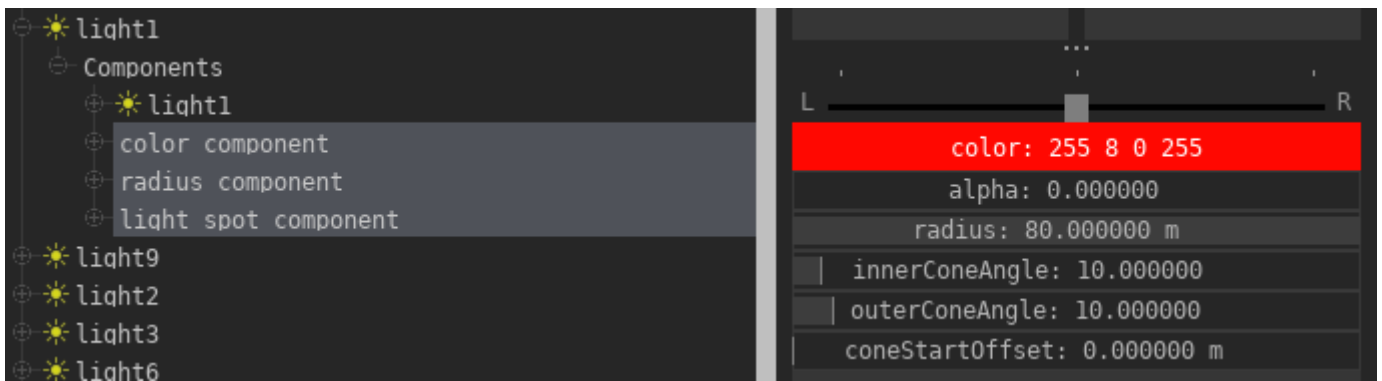 light1
Components
light1
color component
radius component
light spot component
light9
light2
light3
light6
...
L R
color: 255 8 0 255
alpha: 0.000000
radius: 80.000000 m
innerConeAngle: 10.000000
outerConeAngle: 10.000000
coneStartOffset: 0.000000 m